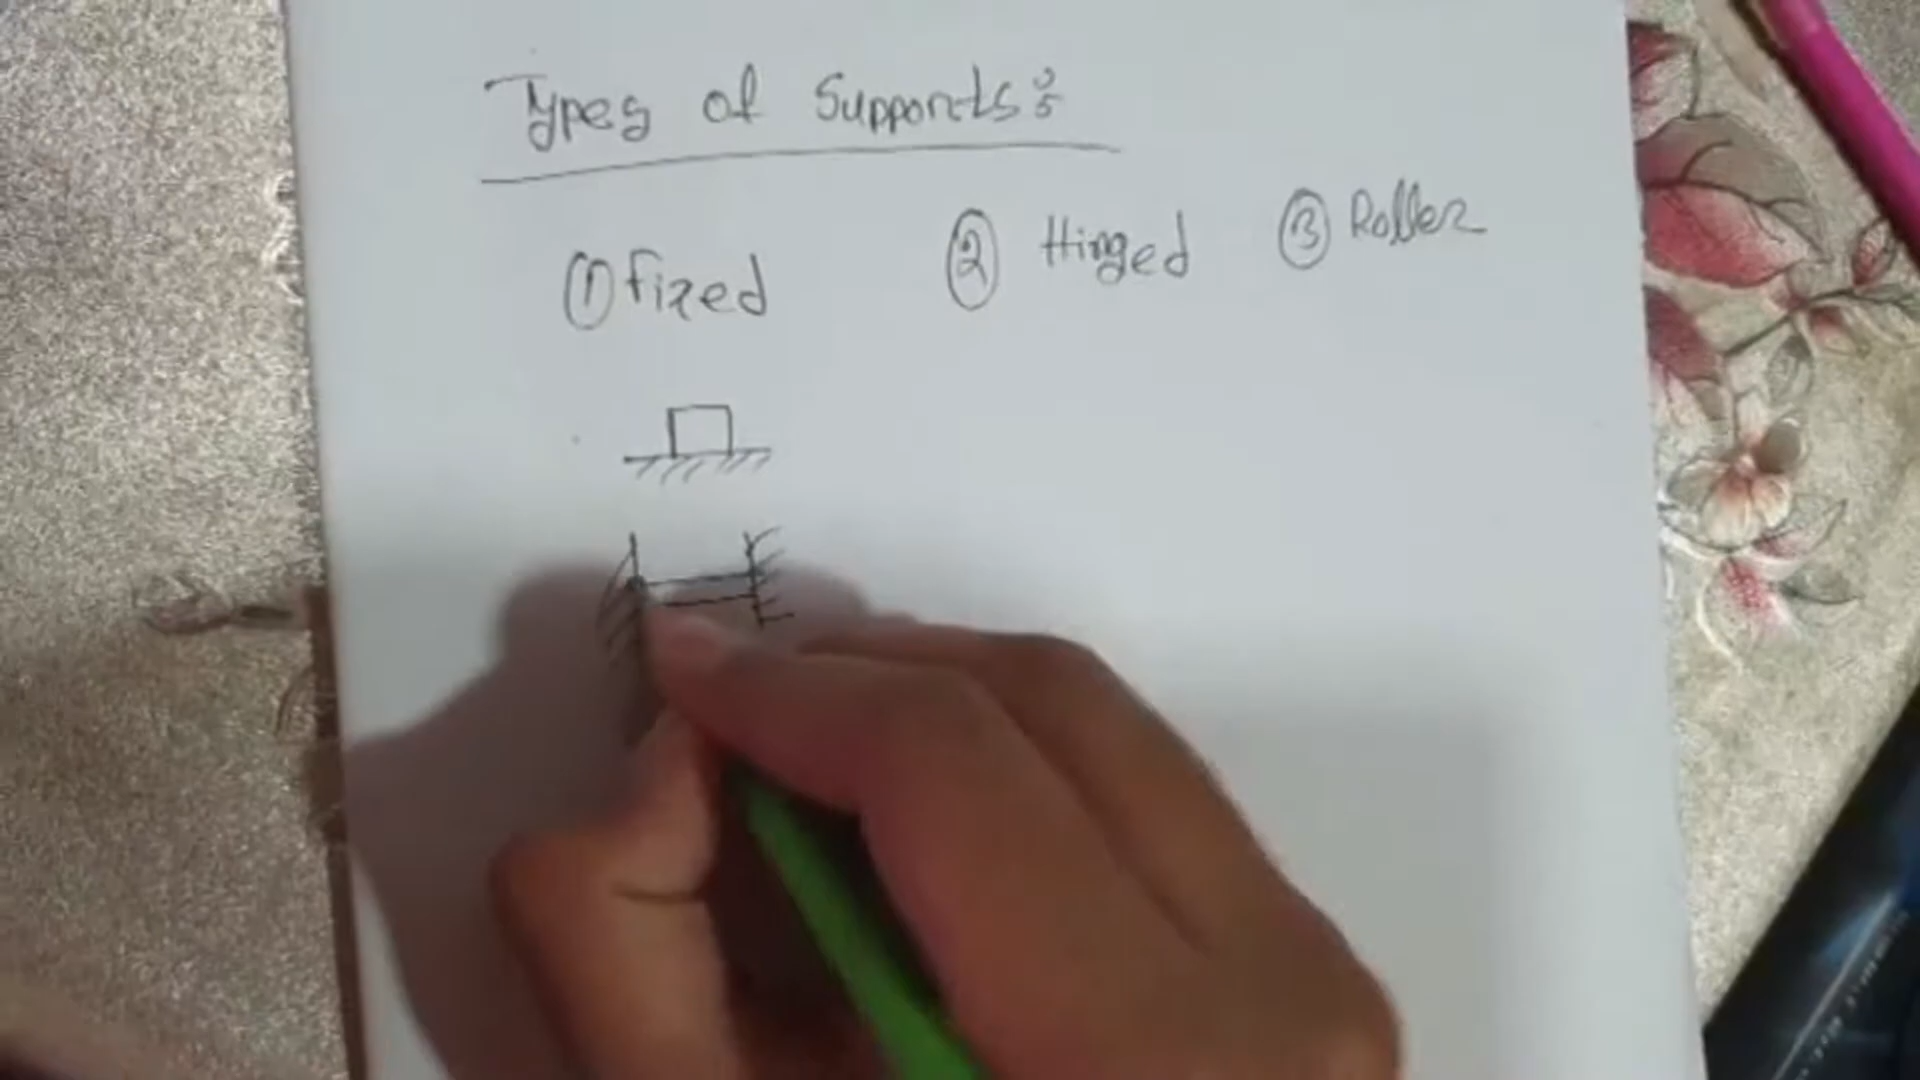 Types of Supports:
① fixed ② Hinged ③ Roller